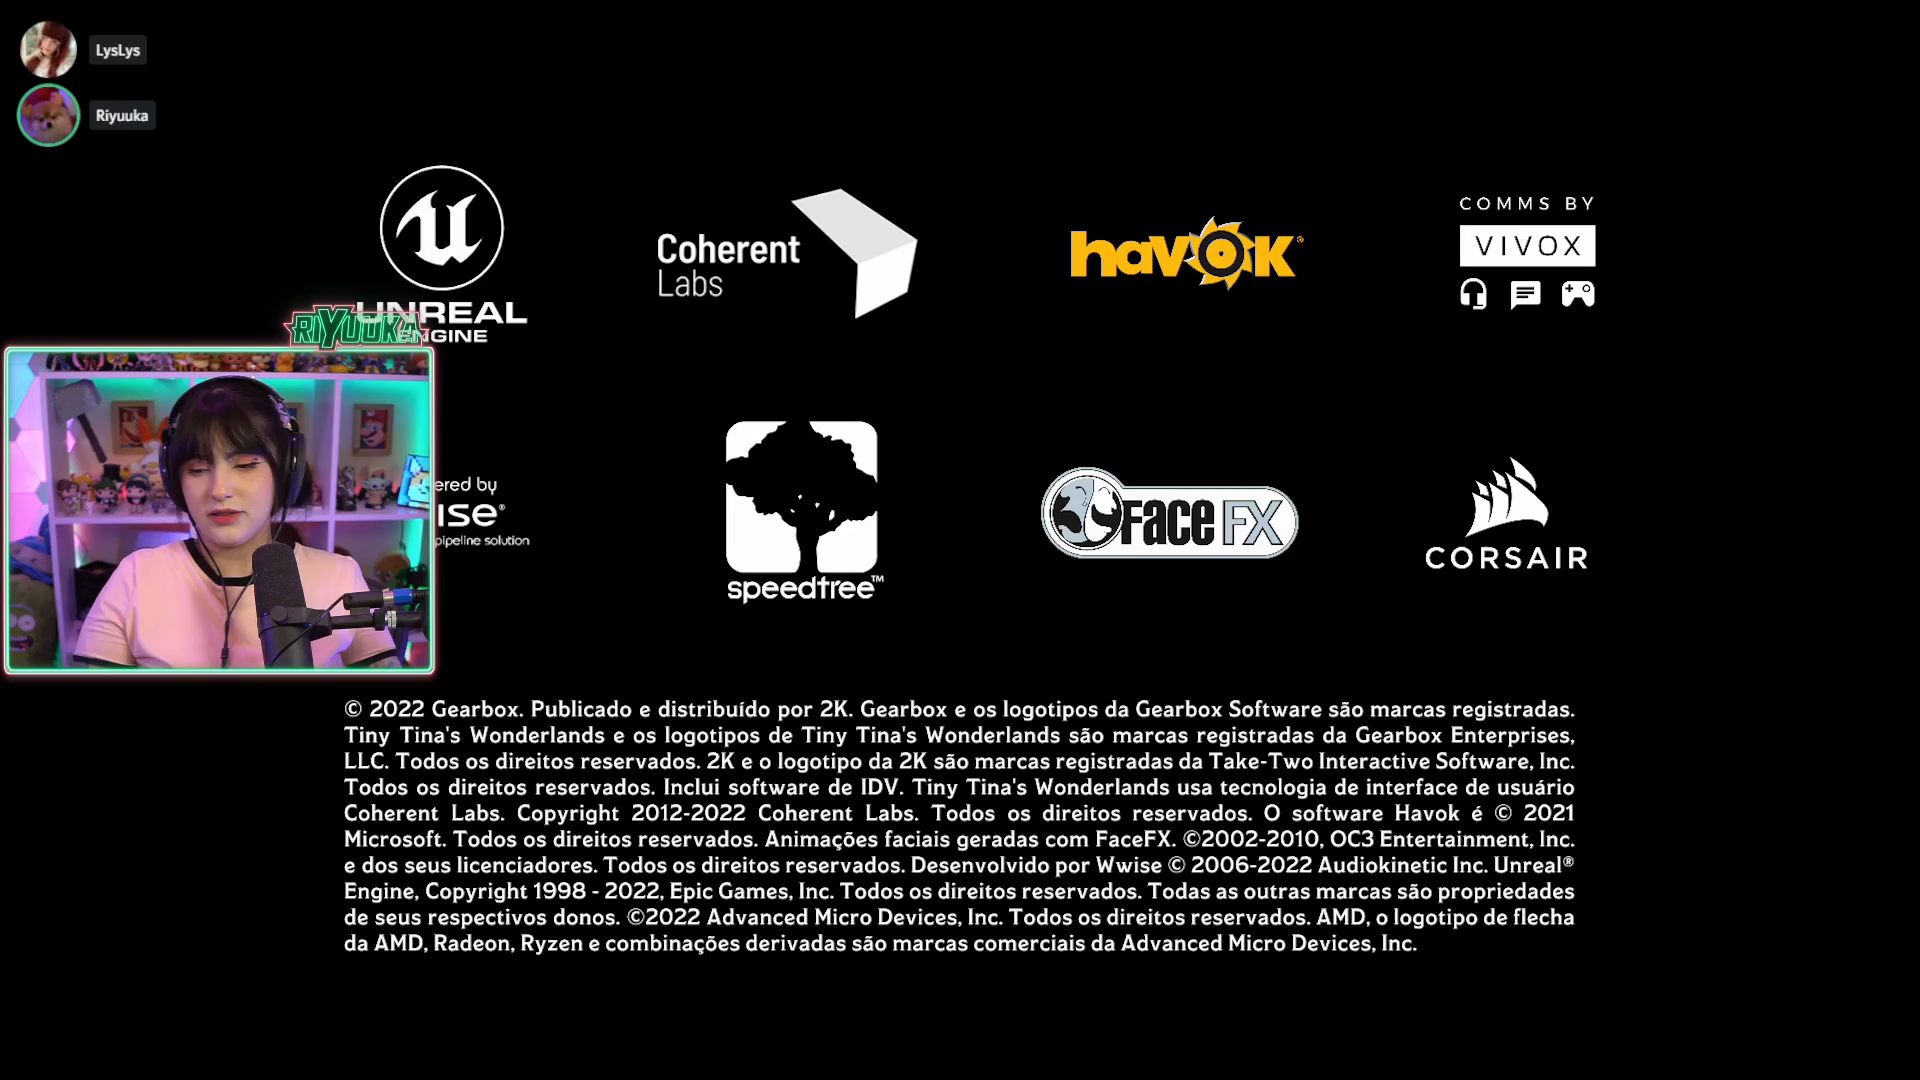 LysLys
Riyuuka
UNREAL
ENGINE
Coherent
Labs
havok®
COMMS BY
VIVOX
RIYUUKA
ered by
ise®
pipeline solution
speedtree™
FACE FX
CORSAIR
© 2022 Gearbox. Publicado e distribuído por 2K. Gearbox e os logotipos da Gearbox Software são marcas registradas.
Tiny Tina's Wonderlands e os logotipos de Tiny Tina's Wonderlands são marcas registradas da Gearbox Enterprises,
LLC. Todos os direitos reservados. 2K e o logotipo da 2K são marcas registradas da Take-Two Interactive Software, Inc.
Todos os direitos reservados. Inclui software de IDV. Tiny Tina's Wonderlands usa tecnologia de interface de usuário
Coherent Labs. Copyright 2012-2022 Coherent Labs. Todos os direitos reservados. O software Havok é © 2021
Microsoft. Todos os direitos reservados. Animações faciais geradas com FaceFX. ©2002-2010, OC3 Entertainment, Inc.
e dos seus licenciadores. Todos os direitos reservados. Desenvolvido por Wwise © 2006-2022 Audiokinetic Inc. Unreal®
Engine, Copyright 1998 - 2022, Epic Games, Inc. Todos os direitos reservados. Todas as outras marcas são propriedades
de seus respectivos donos. ©2022 Advanced Micro Devices, Inc. Todos os direitos reservados. AMD, o logotipo de flecha
da AMD, Radeon, Ryzen e combinações derivadas são marcas comerciais da Advanced Micro Devices, Inc.